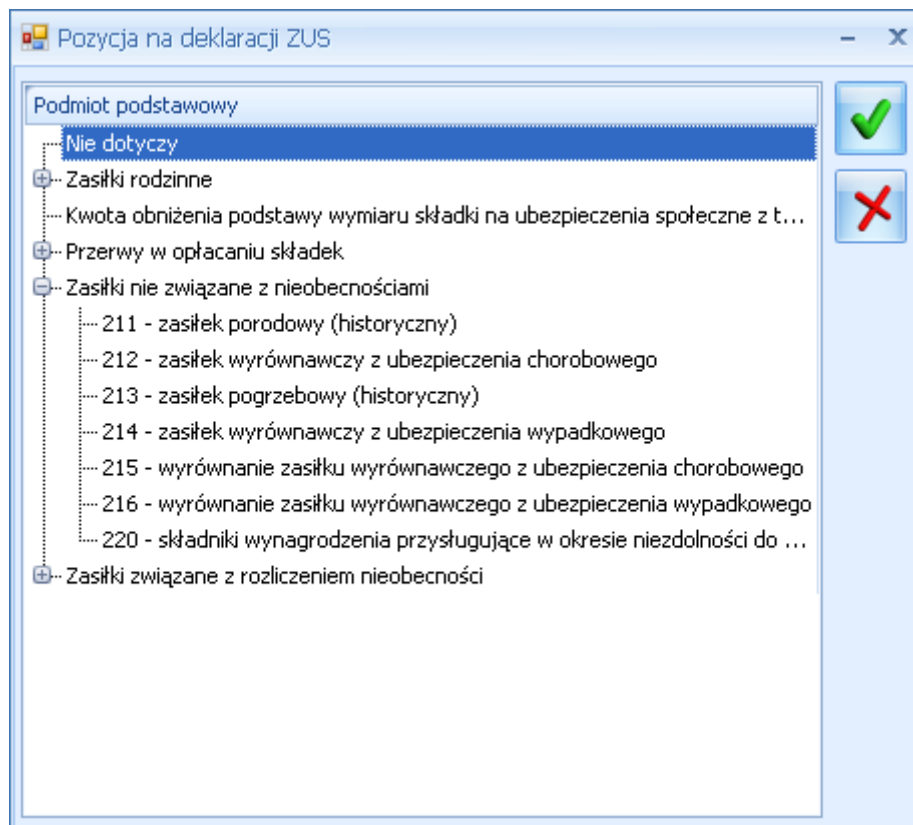 Pozycja na deklaracji ZUS
Podmiot podstawowy
Nie dotyczy
Zasiłki rodzinne
Kwota obniżenia podstawy wymiaru składki na ubezpieczenia społeczne z t...
Przerwy w opłacaniu składek
Zasiłki nie związane z nieobecnościami
211 - zasiłek porodowy (historyczny)
212 - zasiłek wyrównawczy z ubezpieczenia chorobowego
213 - zasiłek pogrzebowy (historyczny)
214 - zasiłek wyrównawczy z ubezpieczenia wypadkowego
215 - wyrównanie zasiłku wyrównawczego z ubezpieczenia chorobowego
216 - wyrównanie zasiłku wyrównawczego z ubezpieczenia wypadkowego
220 - składniki wynagrodzenia przysługujące w okresie niezdolności do ...
Zasiłki związane z rozliczeniem nieobecności